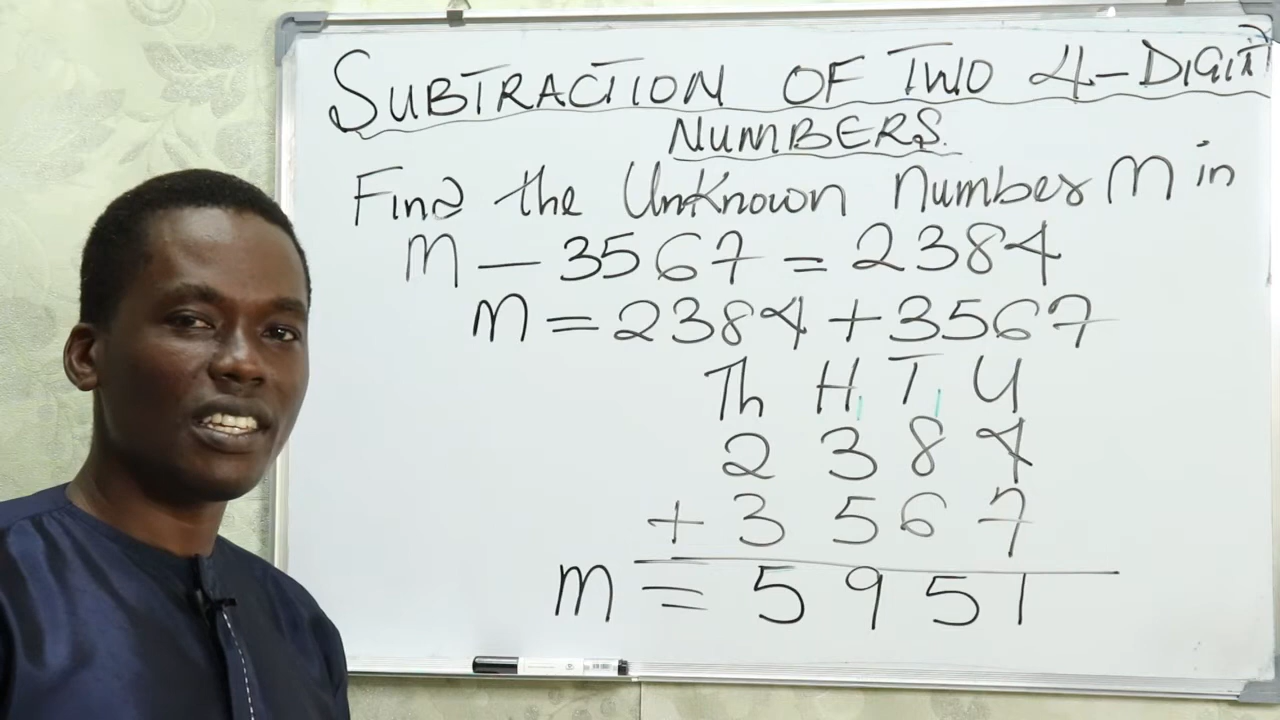 SUBTRACTION OF TWO 4-DIGIT
NUMBERS.
Find the UnKnown Number M in
M - 3567 = 2384
M = 2384 + 3567
Th H T U
2 3 8 4
+ 3 5 6 7
M = 5 9 5 1